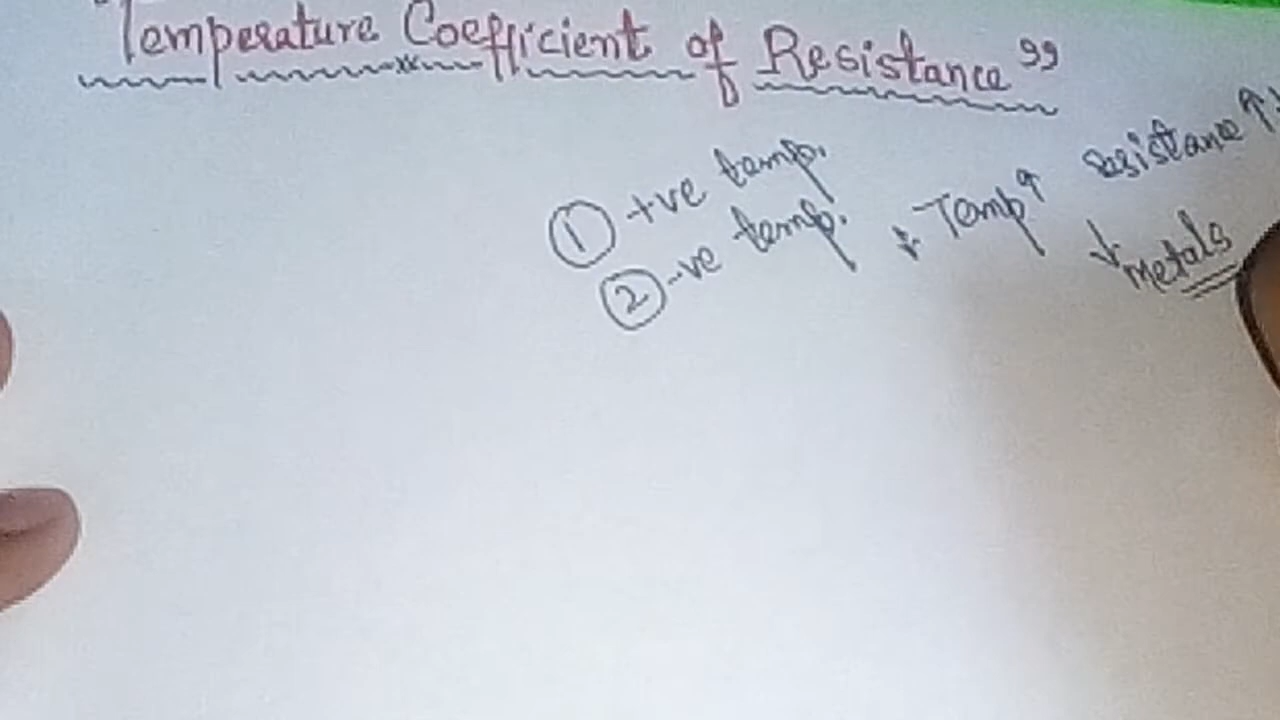 "Temperature Coefficient of Resistance"
① +ve temp.
② -ve temp.
↓ Temp↑ resistance↑
↓ metals